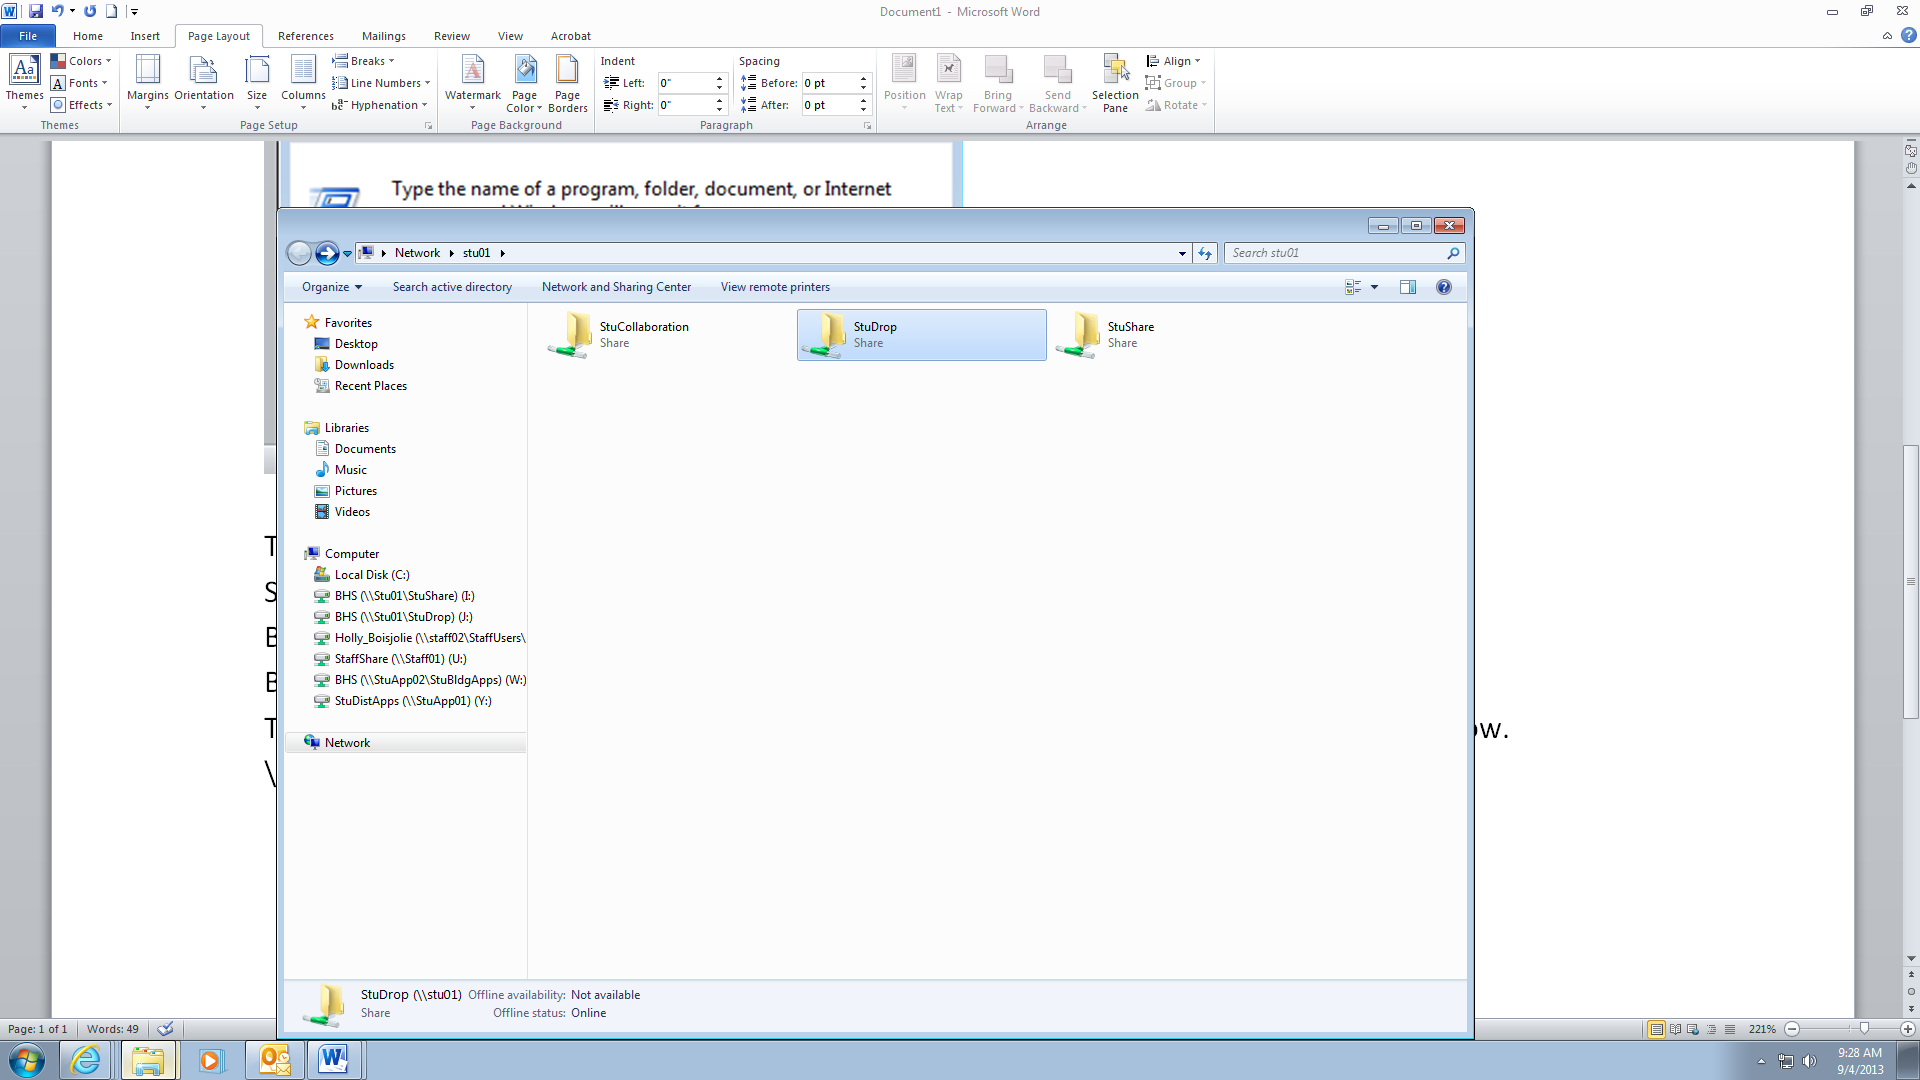 Document1 - Microsoft Word
File Home Insert Page Layout References Mailings Review View Acrobat
Themes
Colors
Fonts
Effects
Themes
Margins
Orientation
Size
Columns
Breaks
Line Numbers
Hyphenation
Page Setup
Watermark
Page Color
Page Borders
Page Background
Indent
Left: 0"
Right: 0"
Spacing
Before: 0 pt
After: 0 pt
Paragraph
Position
Wrap Text
Bring Forward
Send Backward
Selection Pane
Align
Group
Rotate
Arrange
Type the name of a program, folder, document, or Internet
Network stu01
Search stu01
Organize Search active directory Network and Sharing Center View remote printers
Favorites
Desktop
Downloads
Recent Places
Libraries
Documents
Music
Pictures
Videos
Computer
Local Disk (C:)
BHS (\\Stu01\StuShare) (I:)
BHS (\\Stu01\StuDrop) (J:)
Holly_Boisjolie (\\staff02\StaffUsers\
StaffShare (\\Staff01) (U:)
BHS (\\StuApp02\StuBldgApps) (W:)
StuDistApps (\\StuApp01) (Y:)
Network
StuCollaboration
Share
StuDrop
Share
StuShare
Share
T
S
B
B
T
ow.
\
StuDrop (\\stu01) Offline availability: Not available
Share Offline status: Online
Page: 1 of 1 Words: 49
221%
9:28 AM
9/4/2013